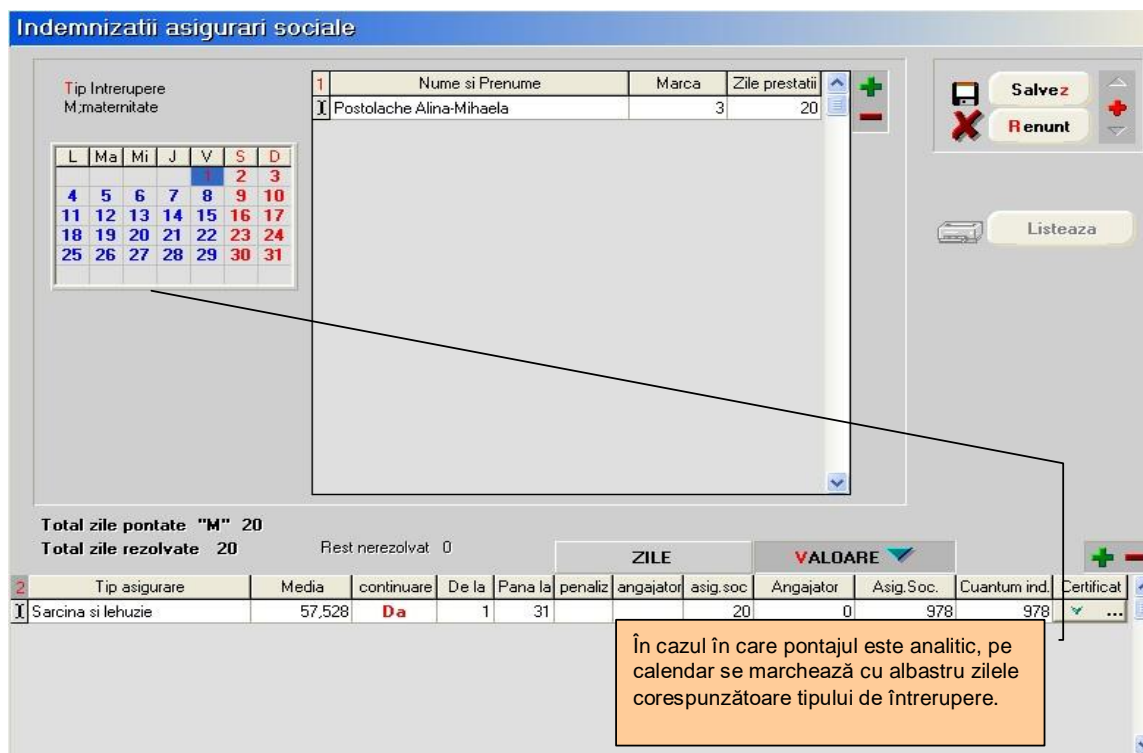 Indemnizatii asigurari sociale
Tip Intrerupere
M;maternitate
L Ma Mi J V S D
1 2 3
4 5 6 7 8 9 10
11 12 13 14 15 16 17
18 19 20 21 22 23 24
25 26 27 28 29 30 31
1 Nume si Prenume Marca Zile prestatii
Postolache Alina-Mihaela 3 20
Salvez
Renunt
Listeaza
Total zile pontate "M" 20
Total zile rezolvate 20 Rest nerezolvat 0
ZILE VALOARE
2 Tip asigurare Media continuare De la Pana la penaliz angajator asig.soc Angajator Asig.Soc. Cuantum ind. Certificat
Sarcina si lehuzie 57,528 Da 1 31 20 0 978 978 ...
În cazul în care pontajul este analitic, pe
calendar se marchează cu albastru zilele
corespunzătoare tipului de întrerupere.